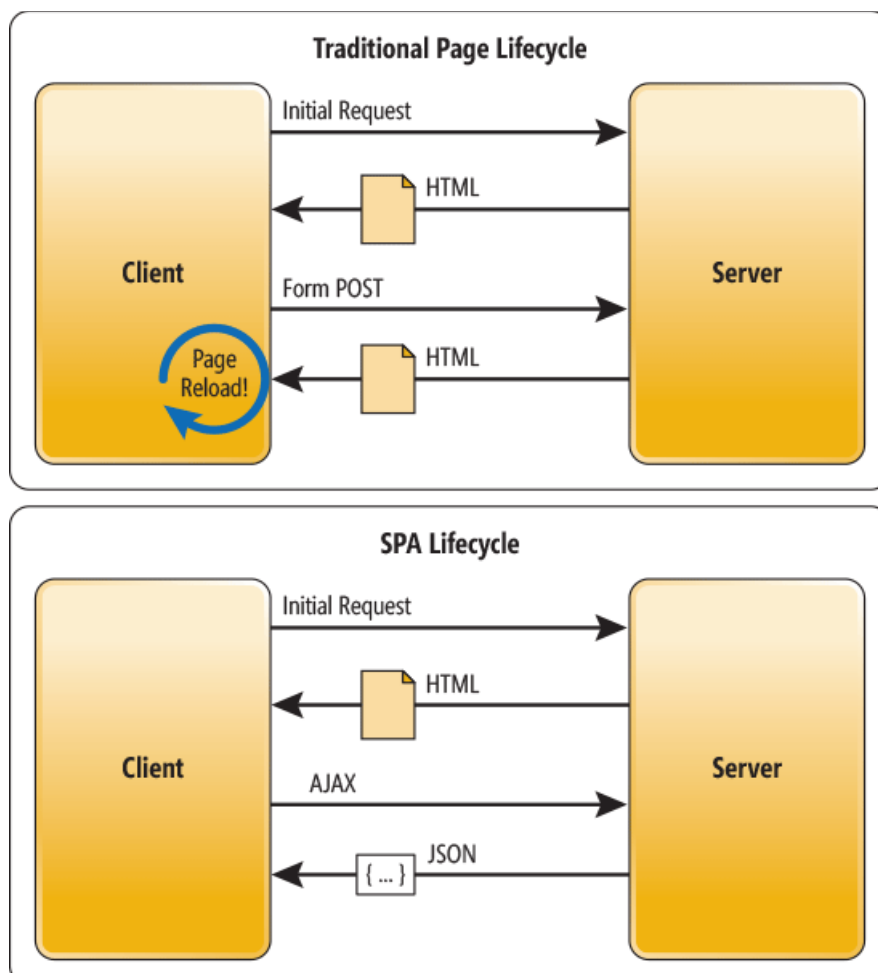 Traditional Page Lifecycle
Initial Request
HTML
Client
Server
Form POST
Page
Reload!
HTML
SPA Lifecycle
Initial Request
HTML
Client
Server
AJAX
JSON
{ ... }